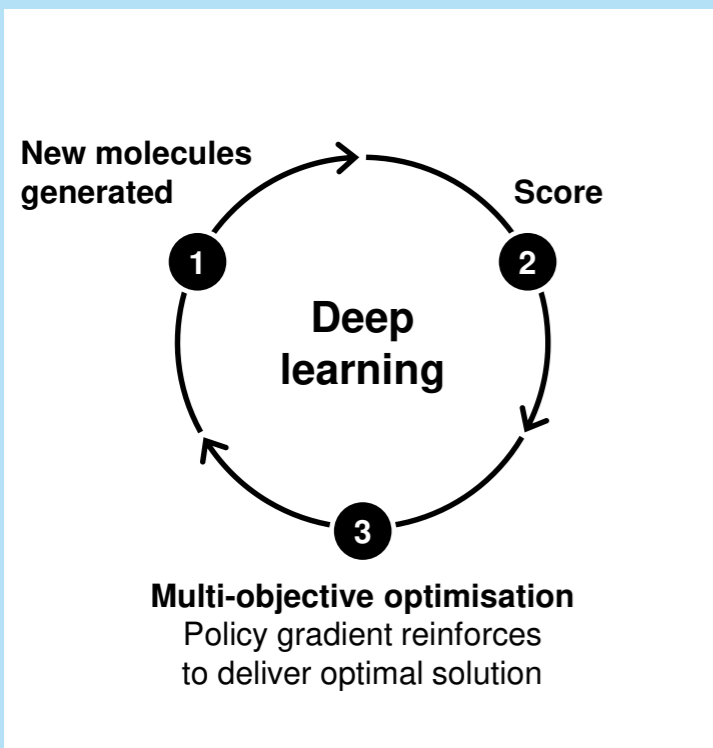 New molecules
generated
Score
1
2
Deep
learning
3
Multi-objective optimisation
Policy gradient reinforces
to deliver optimal solution